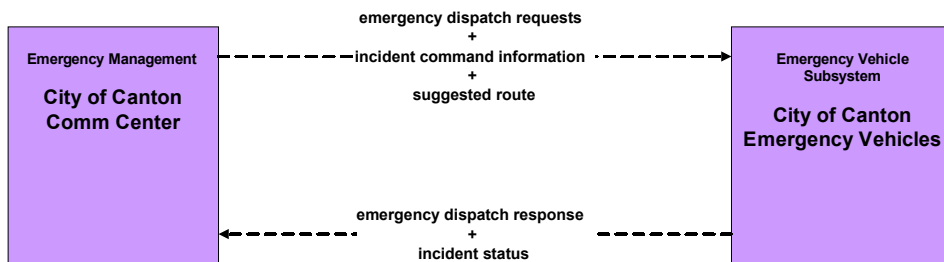 emergency dispatch requests
+
incident command information
+
suggested route
Emergency Management
City of Canton
Comm Center
Emergency Vehicle
Subsystem
City of Canton
Emergency Vehicles
emergency dispatch response
+
incident status